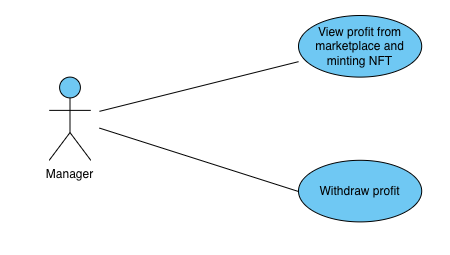 View profit from
marketplace and
minting NFT
Manager
Withdraw profit